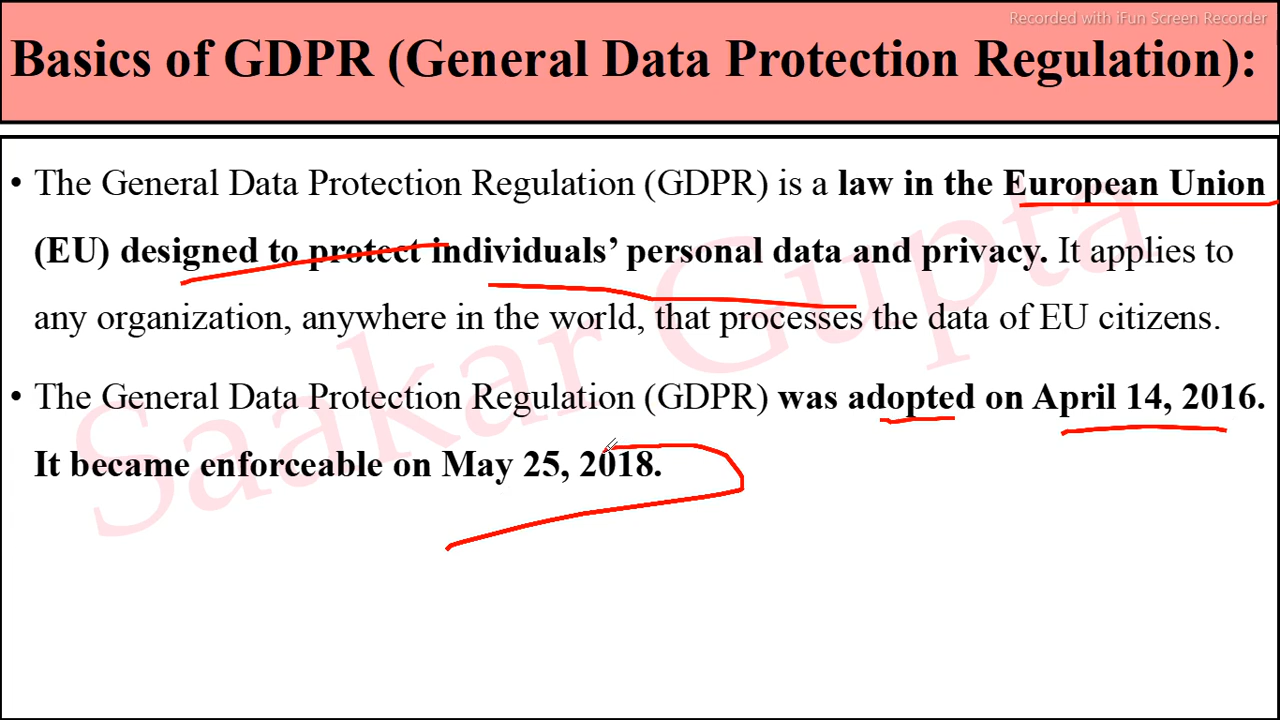 Recorded with iFun Screen Recorder
Basics of GDPR (General Data Protection Regulation):
• The General Data Protection Regulation (GDPR) is a law in the European Union
(EU) designed to protect individuals’ personal data and privacy. It applies to
any organization, anywhere in the world, that processes the data of EU citizens.
• The General Data Protection Regulation (GDPR) was adopted on April 14, 2016.
It became enforceable on May 25, 2018.
Saakar Gupta